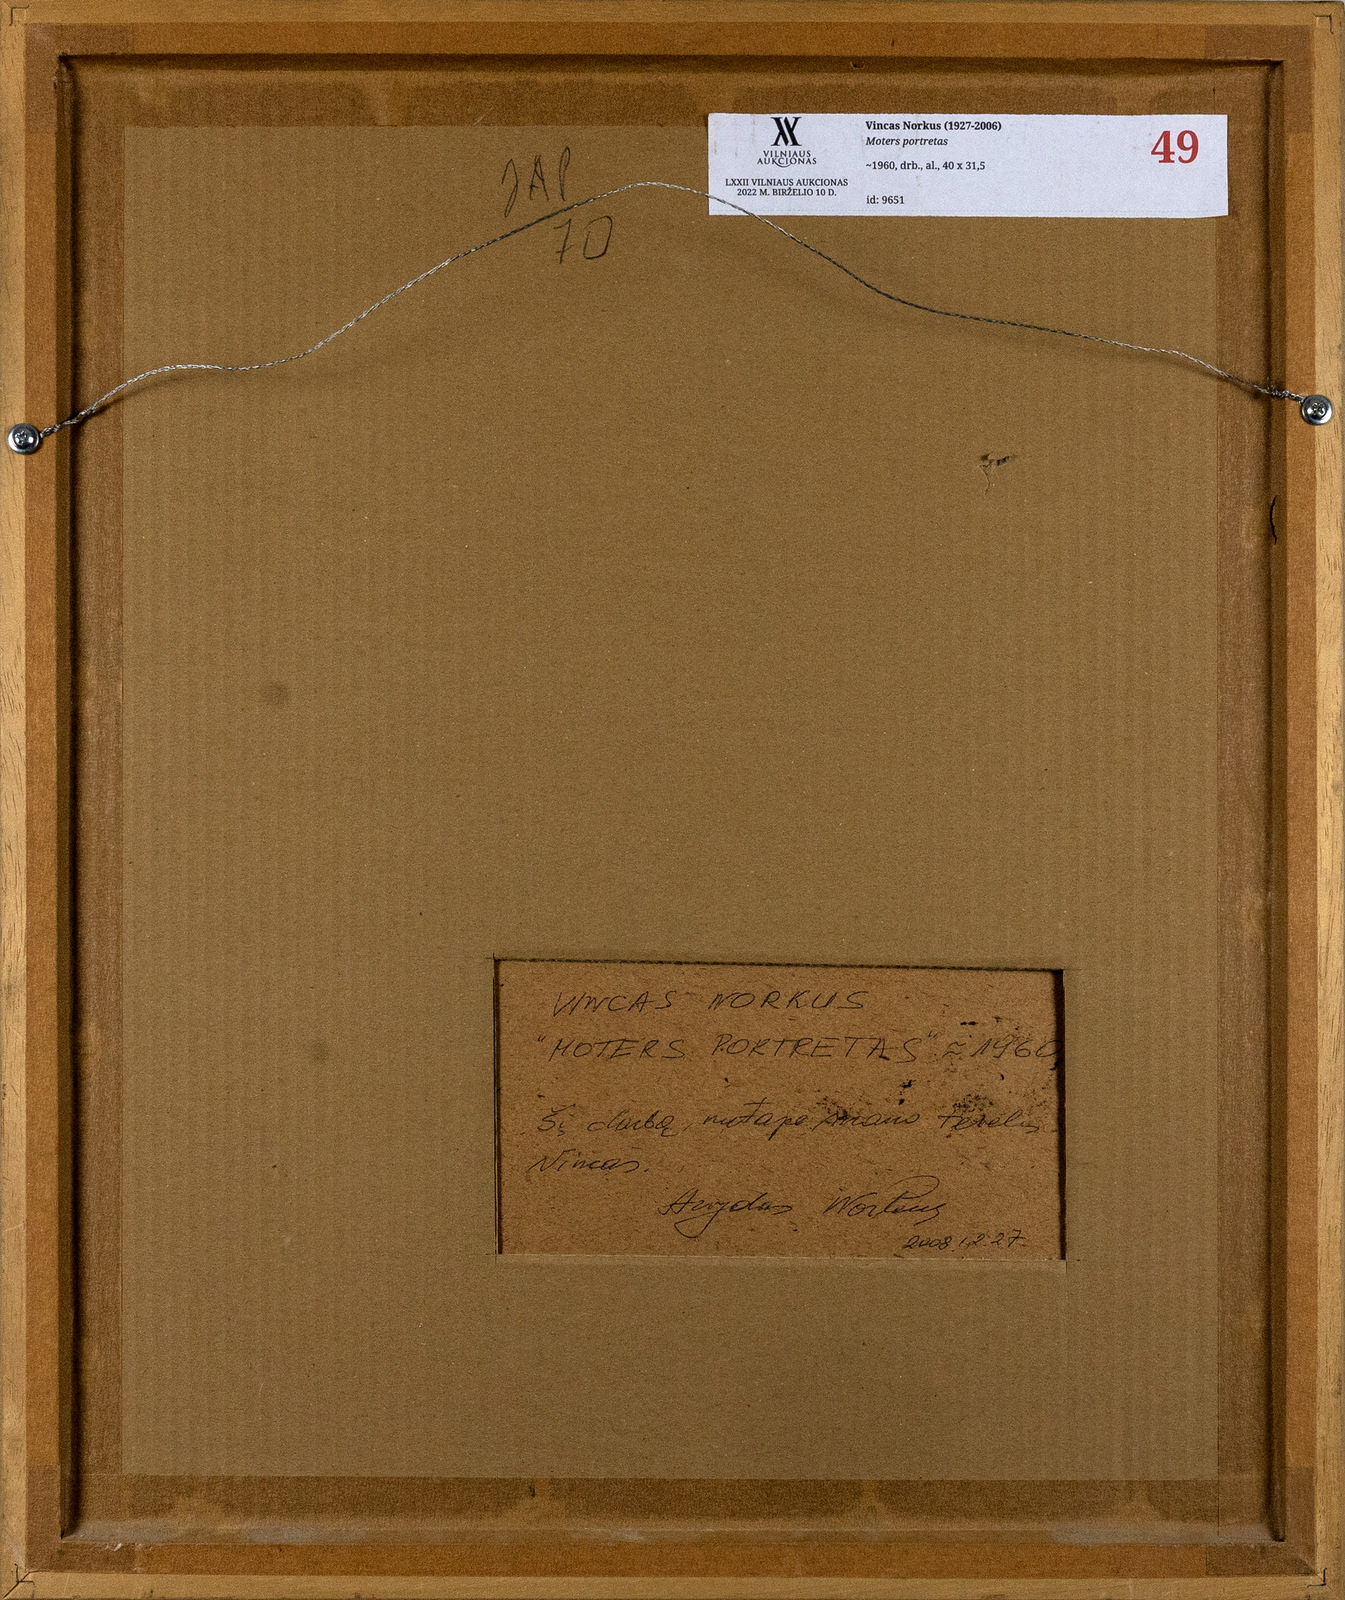 JAP
70
VILNIAUS
AUKCIONAS
LXXII VILNIAUS AUKCIONAS
2022 M. BIRŽELIO 10 D.
Vincas Norkus (1927-2006)
Moters portretas
~1960, drb., al., 40 x 31,5
id: 9651
49
VINCAS NORKUS
"MOTERS PORTRETAS" ~ 1960
Šį darbą nutapė mano tėvelis
Vincas.
Arvydas Norkus
2008.12.27